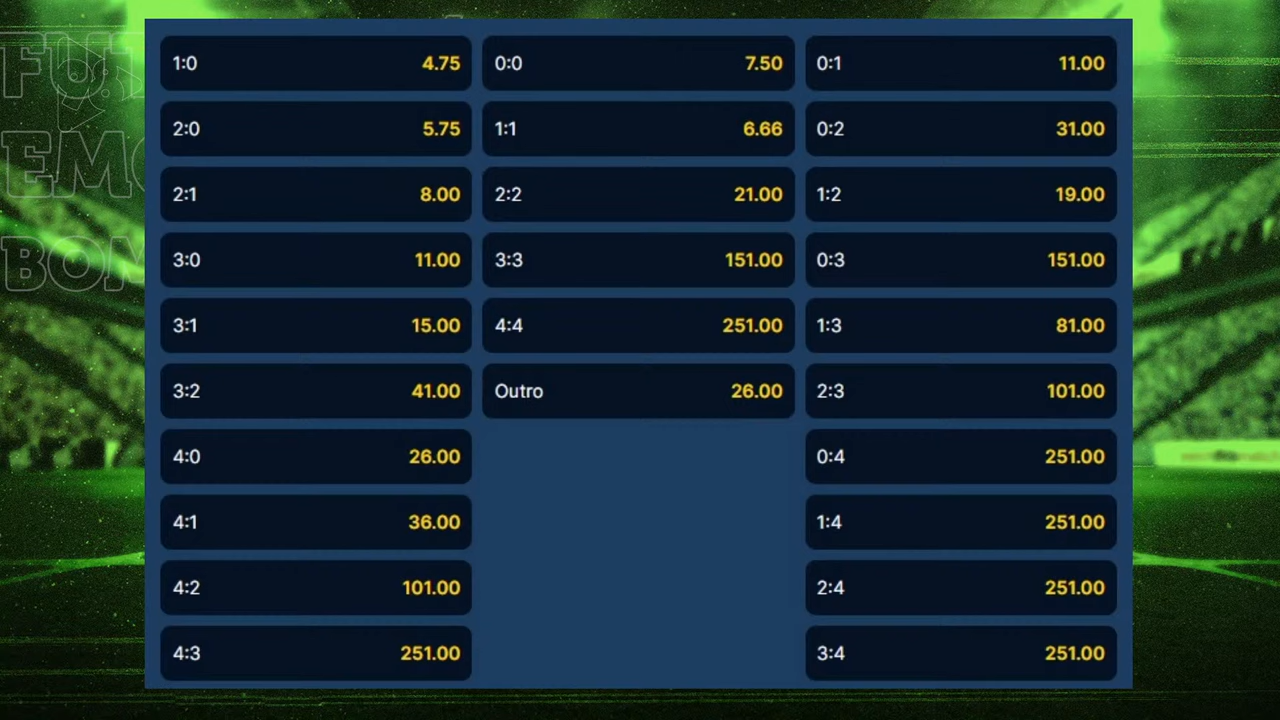 FUT
EMO
BOM
1:0 4.75 0:0 7.50 0:1 11.00
2:0 5.75 1:1 6.66 0:2 31.00
2:1 8.00 2:2 21.00 1:2 19.00
3:0 11.00 3:3 151.00 0:3 151.00
3:1 15.00 4:4 251.00 1:3 81.00
3:2 41.00 Outro 26.00 2:3 101.00
4:0 26.00 0:4 251.00
4:1 36.00 1:4 251.00
4:2 101.00 2:4 251.00
4:3 251.00 3:4 251.00